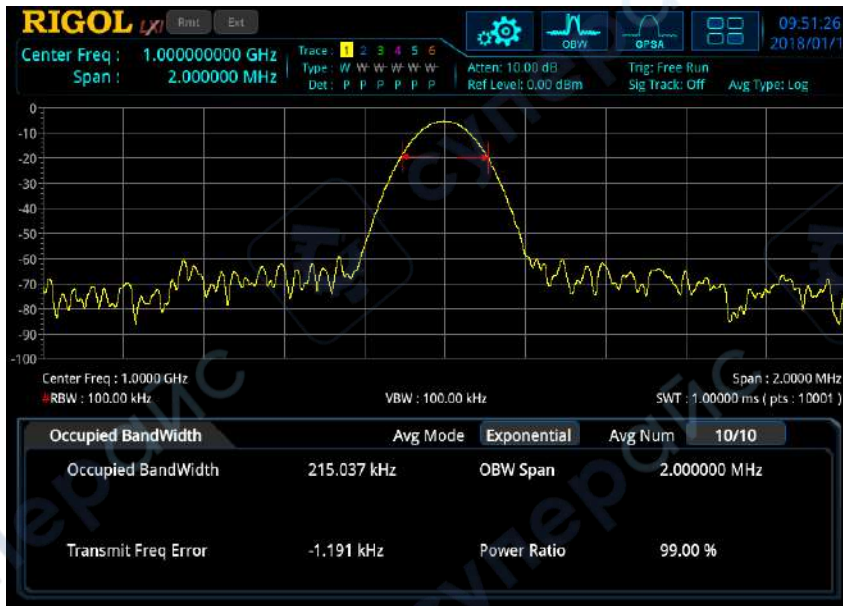 RIGOL LXI Rmt Ext
OBW OPSA
09:51:26
2018/01/1
Center Freq : 1.000000000 GHz
Span : 2.000000 MHz
Trace : 1 2 3 4 5 6
Type : W W W W W W
Det : P P P P P P
Atten: 10.00 dB
Ref Level: 0.00 dBm
Trig: Free Run
Sig Track: Off
Avg Type: Log
0
-10
-20
-30
-40
-50
-60
-70
-80
-90
-100
Center Freq : 1.0000 GHz
Span : 2.0000 MHz
#RBW : 100.00 kHz
VBW : 100.00 kHz
SWT : 1.00000 ms ( pts : 10001 )
Occupied BandWidth
Avg Mode Exponential
Avg Num 10/10
Occupied BandWidth 215.037 kHz
OBW Span 2.000000 MHz
Transmit Freq Error -1.191 kHz
Power Ratio 99.00 %
суперайс